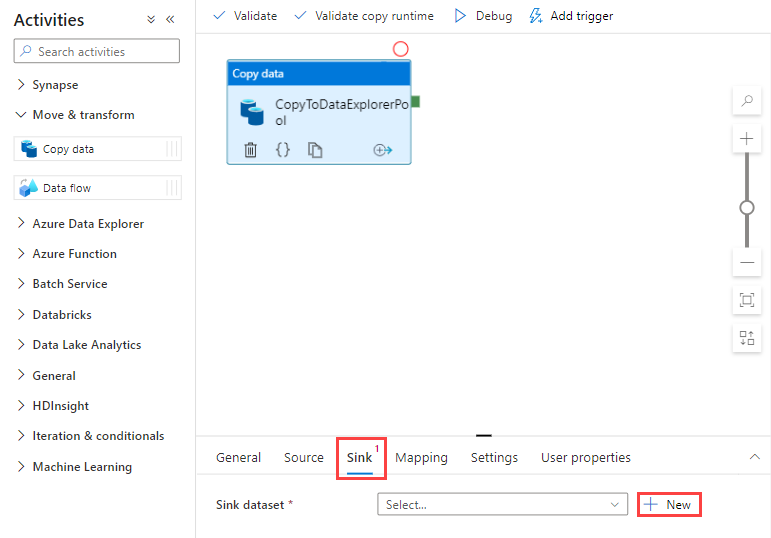 Activities
Search activities
Synapse
Move & transform
Copy data
Data flow
Azure Data Explorer
Azure Function
Batch Service
Databricks
Data Lake Analytics
General
HDInsight
Iteration & conditionals
Machine Learning
Validate
Validate copy runtime
Debug
Add trigger
Copy data
CopyToDataExplorerPo
ol
General
Source
Sink 1
Mapping
Settings
User properties
Sink dataset *
Select...
New